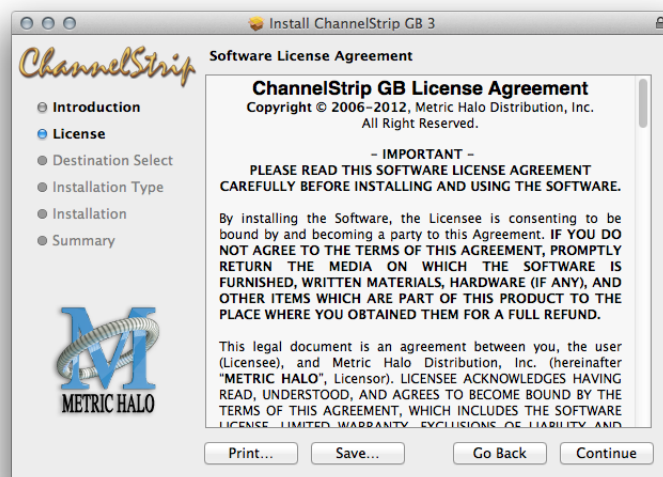 Install ChannelStrip GB 3
ChannelStrip
Software License Agreement
Introduction
License
Destination Select
Installation Type
Installation
Summary
METRIC HALO
ChannelStrip GB License Agreement
Copyright © 2006–2012, Metric Halo Distribution, Inc.
All Right Reserved.
– IMPORTANT –
PLEASE READ THIS SOFTWARE LICENSE AGREEMENT
CAREFULLY BEFORE INSTALLING AND USING THE SOFTWARE.
By installing the Software, the Licensee is consenting to be
bound by and becoming a party to this Agreement. IF YOU DO
NOT AGREE TO THE TERMS OF THIS AGREEMENT, PROMPTLY
RETURN THE MEDIA ON WHICH THE SOFTWARE IS
FURNISHED, WRITTEN MATERIALS, HARDWARE (IF ANY), AND
OTHER ITEMS WHICH ARE PART OF THIS PRODUCT TO THE
PLACE WHERE YOU OBTAINED THEM FOR A FULL REFUND.
This legal document is an agreement between you, the user
(Licensee), and Metric Halo Distribution, Inc. (hereinafter
“METRIC HALO”, Licensor). LICENSEE ACKNOWLEDGES HAVING
READ, UNDERSTOOD, AND AGREES TO BECOME BOUND BY THE
TERMS OF THIS AGREEMENT, WHICH INCLUDES THE SOFTWARE
LICENSE, LIMITED WARRANTY, EXCLUSIONS OF LIABILITY AND
Print...
Save...
Go Back
Continue